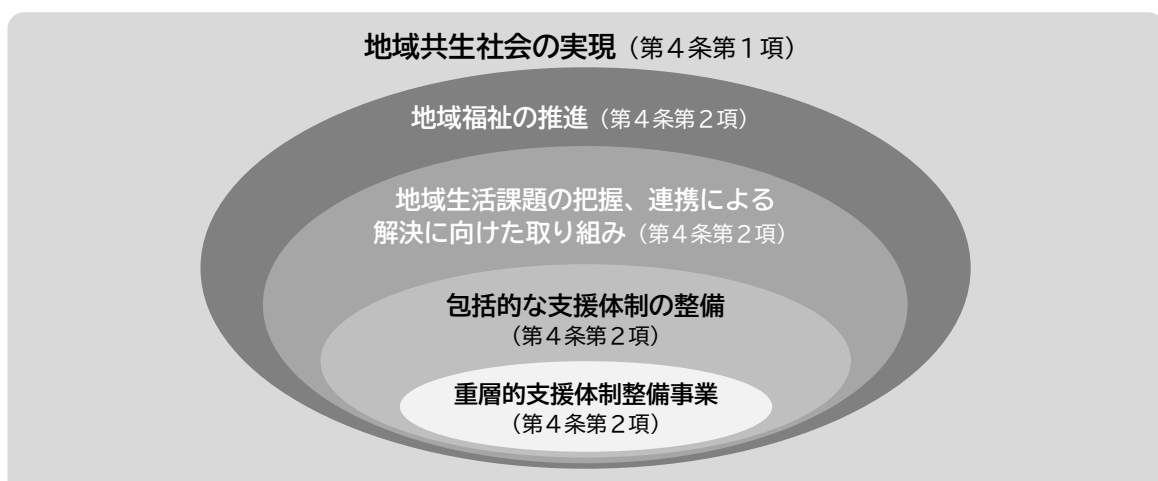 地域共生社会の実現（第４条第１項）
地域福祉の推進（第４条第２項）
地域生活課題の把握、連携による
解決に向けた取り組み（第４条第２項）
包括的な支援体制の整備
（第４条第２項）
重層的支援体制整備事業
（第４条第２項）